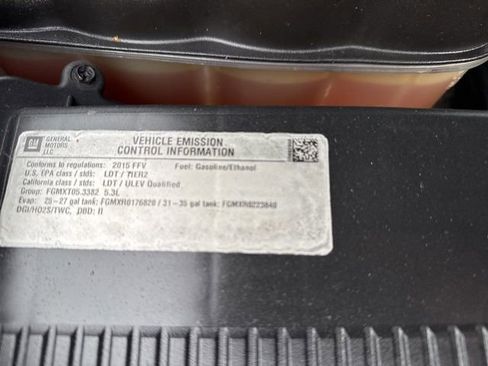 GM
GENERAL
MOTORS
LLC
VEHICLE EMISSION
CONTROL INFORMATION
Conforms to regulations: 2015 FFV Fuel: Gasoline/Ethanol
U.S. EPA class / stds: LDT / TIER2
California class / stds: LDT / ULEV Qualified
Group: FGMXT05.3382 5.3L
Evap: 25-27 gal tank: FGMXR0176820 / 31-35 gal tank: FGMXR0223840
DGI/HO2S/TWC, OBD: II